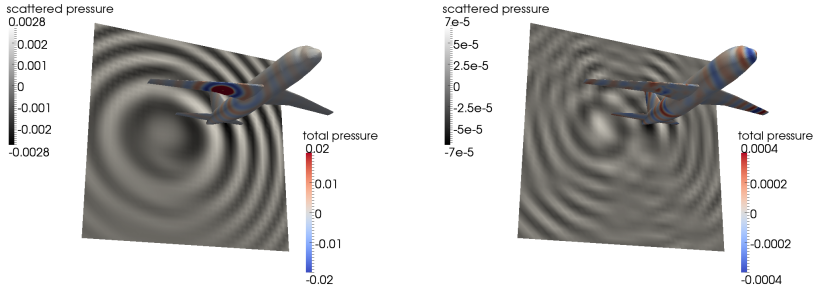 scattered pressure
0.0028
0.002
0.001
0
-0.001
-0.002
-0.0028
total pressure
0.02
0.01
0
-0.01
-0.02
scattered pressure
7e-5
5e-5
2.5e-5
0
-2.5e-5
-5e-5
-7e-5
total pressure
0.0004
0.0002
0
-0.0002
-0.0004